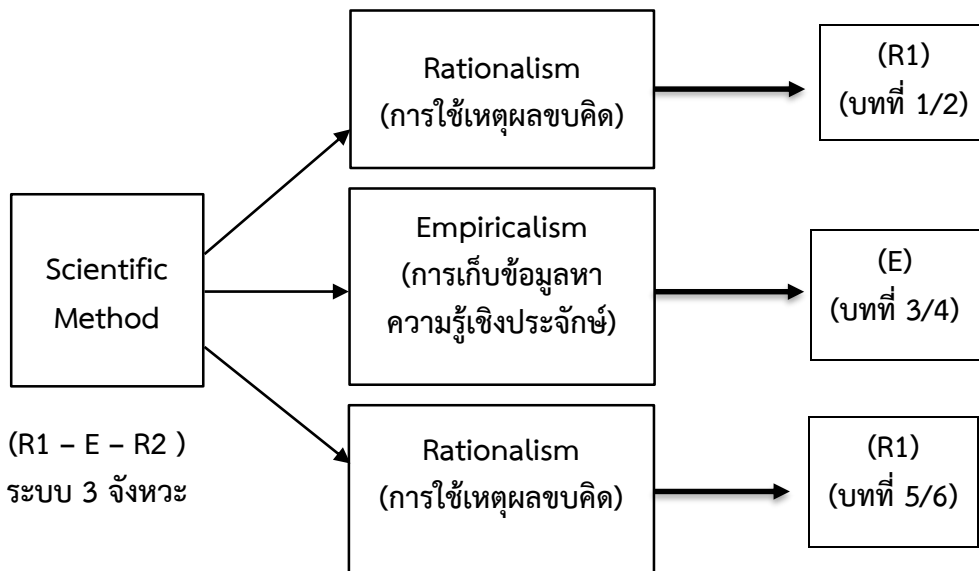 Rationalism
(การใช้เหตุผลขบคิด)
(R1)
(บทที่ 1/2)
Scientific
Method
Empiricalism
(การเก็บข้อมูลหา
ความรู้เชิงประจักษ์)
(E)
(บทที่ 3/4)
(R1 – E – R2 )
ระบบ 3 จังหวะ
Rationalism
(การใช้เหตุผลขบคิด)
(R1)
(บทที่ 5/6)